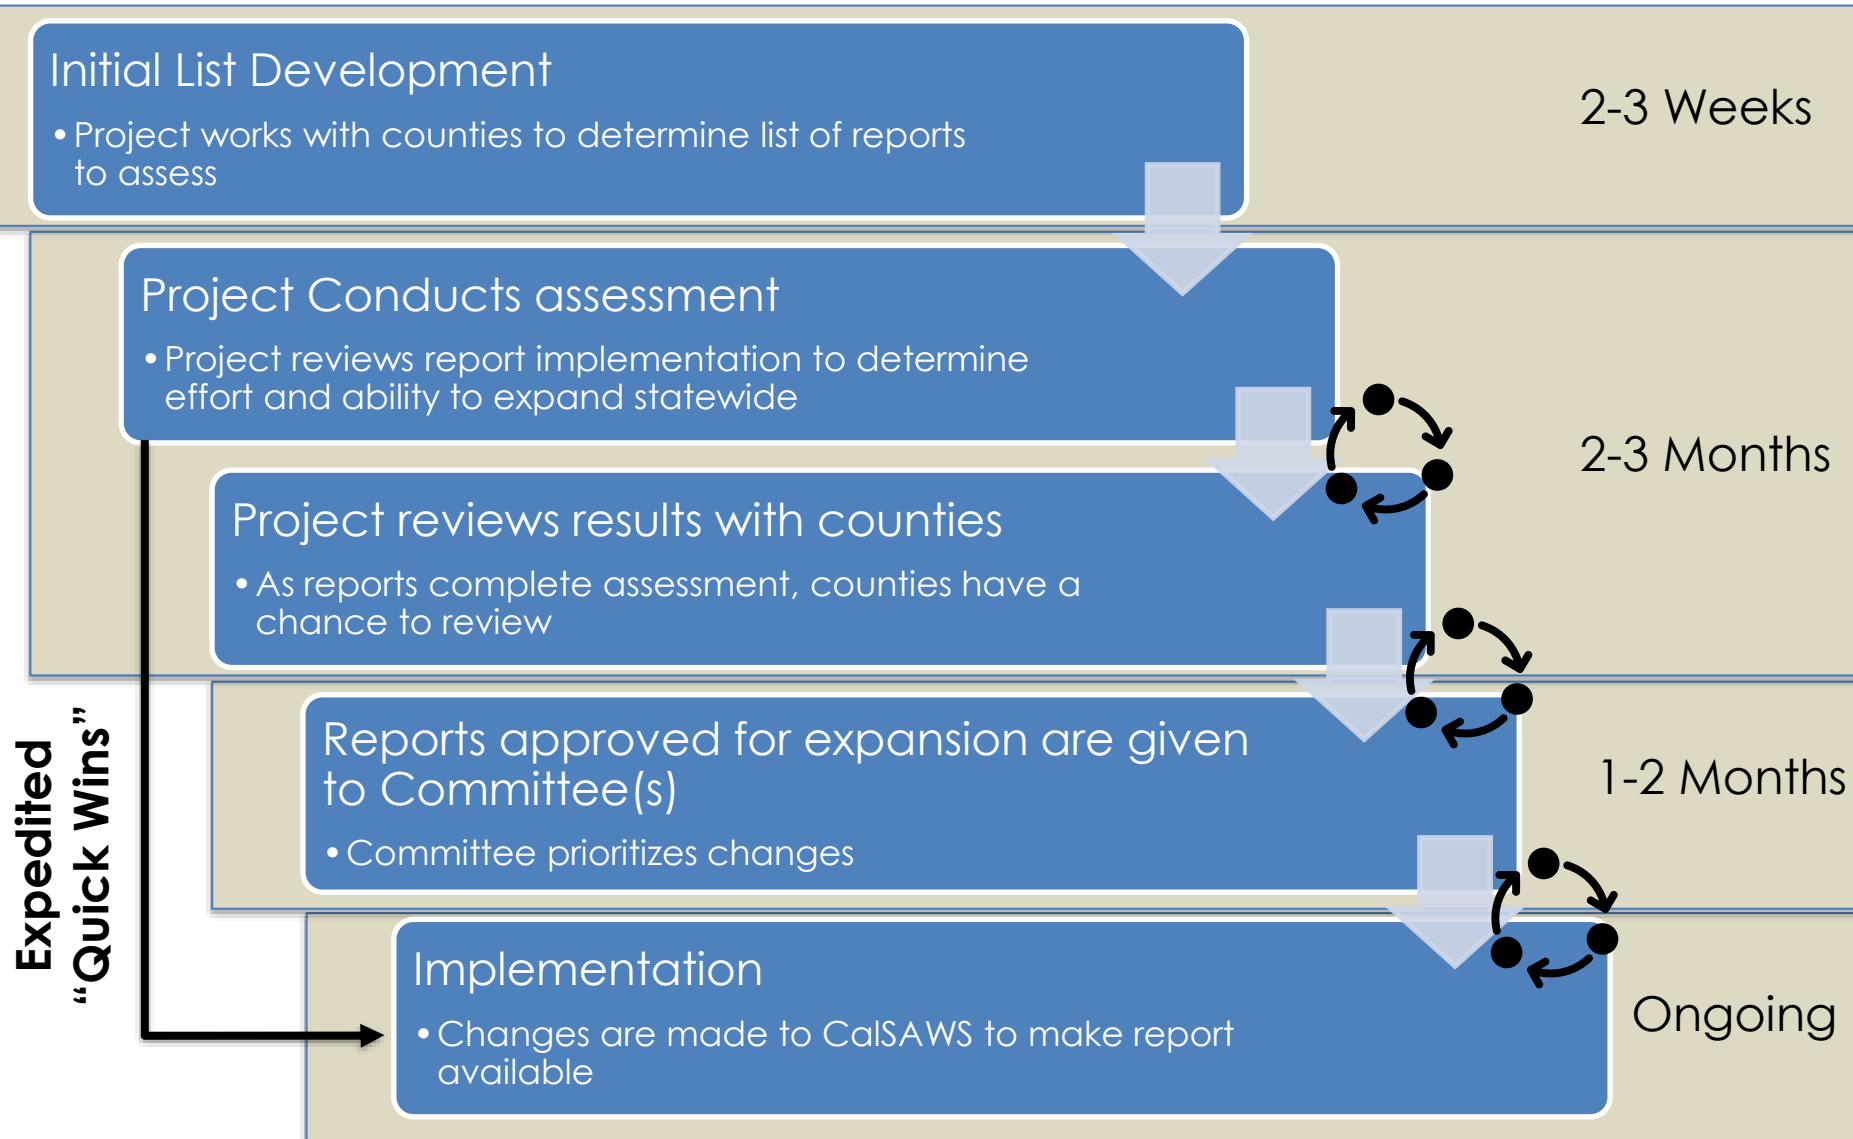 Initial List Development
• Project works with counties to determine list of reports
to assess
2-3 Weeks
Project Conducts assessment
• Project reviews report implementation to determine
effort and ability to expand statewide
2-3 Months
Project reviews results with counties
• As reports complete assessment, counties have a
chance to review
Reports approved for expansion are given
to Committee(s)
• Committee prioritizes changes
1-2 Months
Expedited
“Quick Wins”
Implementation
• Changes are made to CalSAWS to make report
available
Ongoing